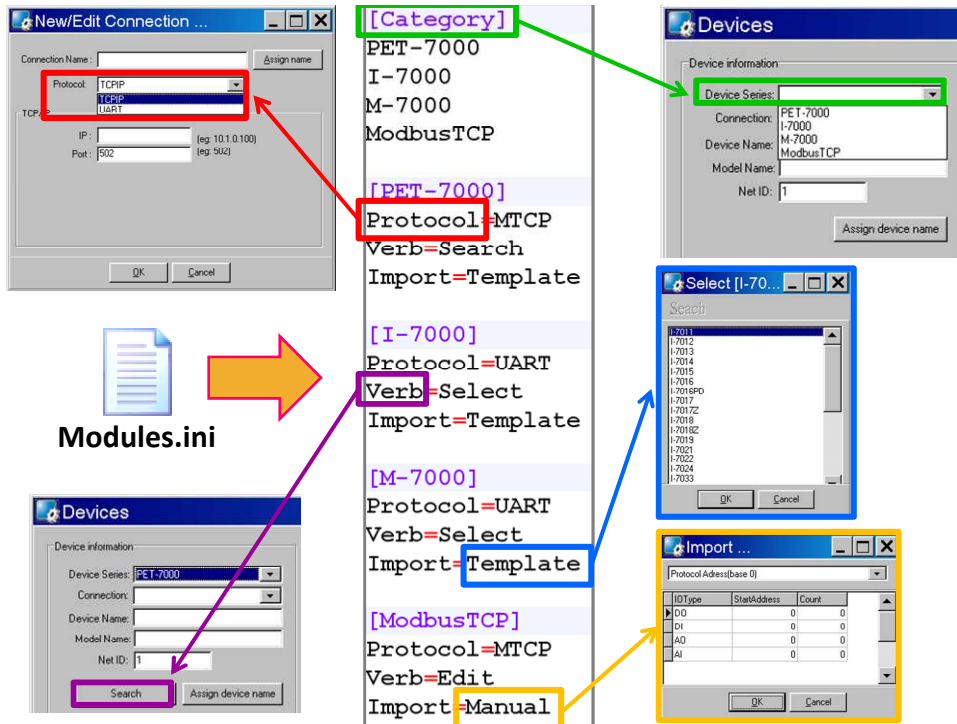 New/Edit Connection ...
Connection Name :
Assign name
Protocol: TCPIP
TCPIP
UART
TCP/IP
IP : (eg: 10.1.0.100)
Port : 502 (eg: 502)
OK Cancel
Modules.ini
Devices
Device information
Device Series: PET-7000
Connection:
Device Name:
Model Name:
Net ID: 1
Search Assign device name
[Category]
PET-7000
I-7000
M-7000
ModbusTCP
[PET-7000]
Protocol=MTCP
Verb=Search
Import=Template
[I-7000]
Protocol=UART
Verb=Select
Import=Template
[M-7000]
Protocol=UART
Verb=Select
Import=Template
[ModbusTCP]
Protocol=MTCP
Verb=Edit
Import=Manual
Devices
Device information
Device Series:
PET-7000
I-7000
M-7000
ModbusTCP
Connection:
Device Name:
Model Name:
Net ID: 1
Assign device name
Select [I-70...
Seach
I-7011
I-7012
I-7013
I-7014
I-7015
I-7016
I-7016PD
I-7017
I-7017Z
I-7018
I-7018Z
I-7019
I-7021
I-7022
I-7024
I-7033
OK Cancel
Import ...
Protocol Adress(base 0)
IOType StartAddress Count
DO 0 0
DI 0 0
AO 0 0
AI 0 0
OK Cancel